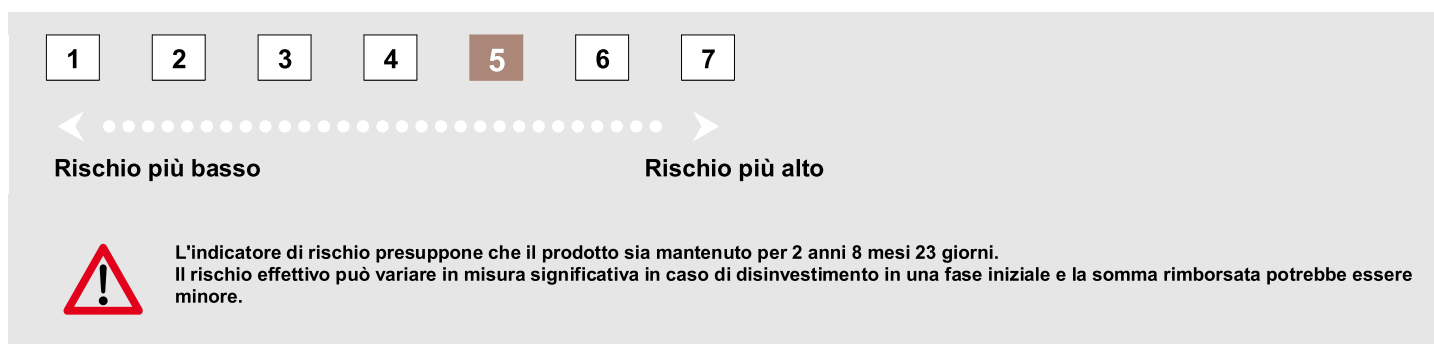 1 2 3 4 5 6 7
Rischio più basso Rischio più alto
L'indicatore di rischio presuppone che il prodotto sia mantenuto per 2 anni 8 mesi 23 giorni.
Il rischio effettivo può variare in misura significativa in caso di disinvestimento in una fase iniziale e la somma rimborsata potrebbe essere
minore.